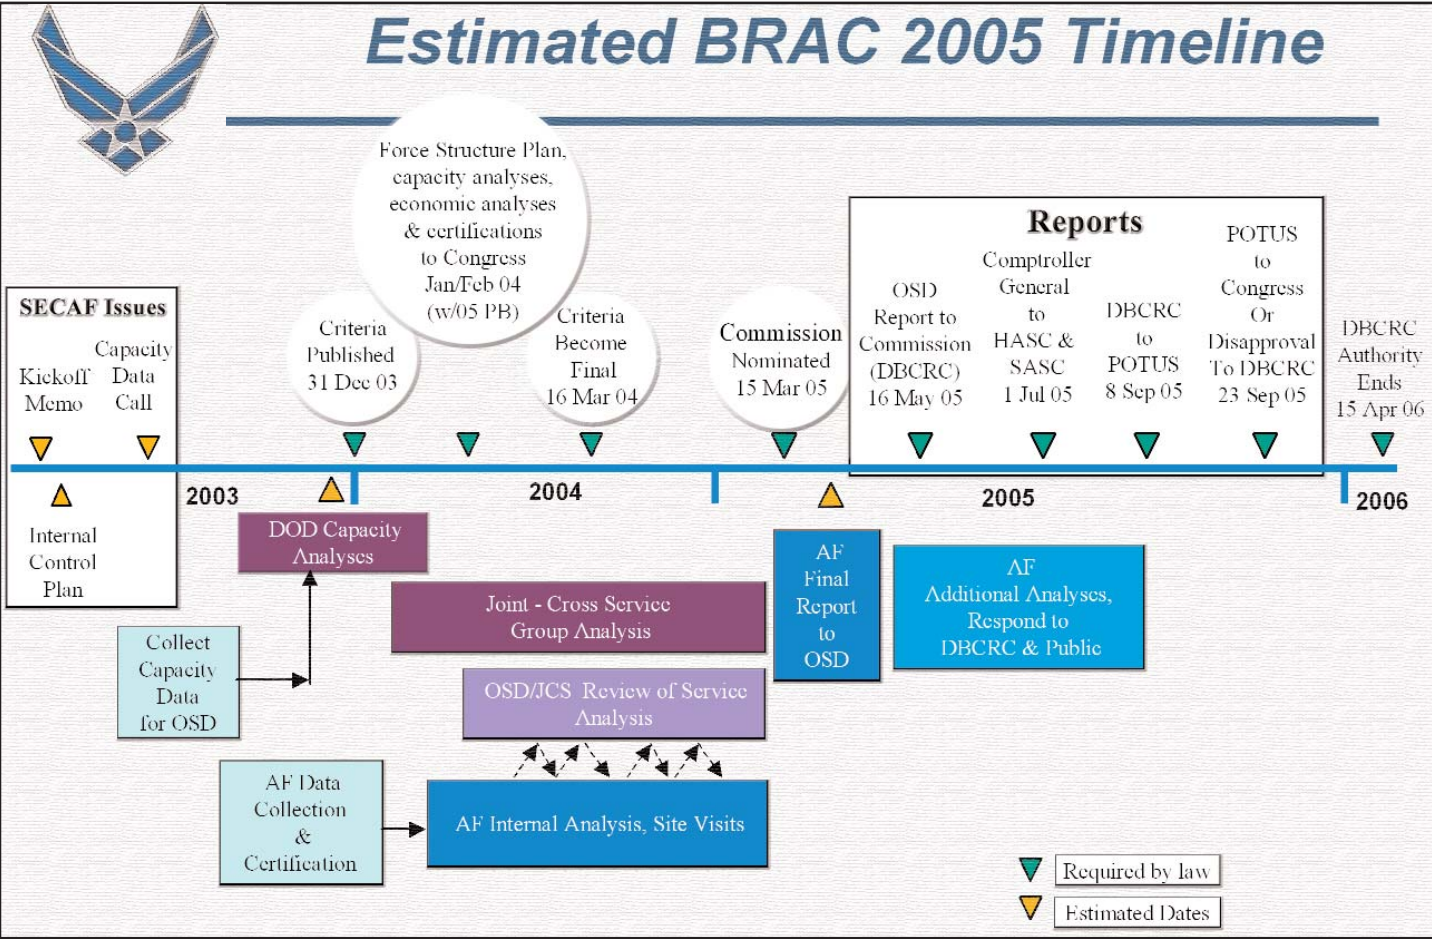 Estimated BRAC 2005 Timeline
SECAF Issues
Kickoff
Memo
Capacity
Data
Call
Internal
Control
Plan
Criteria
Published
31 Dec 03
Force Structure Plan,
capacity analyses,
economic analyses
& certifications
to Congress
Jan/Feb 04
(w/05 PB)
Criteria
Become
Final
16 Mar 04
Commission
Nominated
15 Mar 05
Reports
OSD
Report to
Commission
(DBCRC)
16 May 05
Comptroller
General
to
HASC &
SASC
1 Jul 05
DBCRC
to
POTUS
8 Sep 05
POTUS
to
Congress
Or
Disapproval
To DBCRC
23 Sep 05
DBCRC
Authority
Ends
15 Apr 06
2003
2004
2005
2006
DOD Capacity
Analyses
Joint - Cross Service
Group Analysis
AF
Final
Report
to
OSD
AF
Additional Analyses,
Respond to
DBCRC & Public
Collect
Capacity
Data
for OSD
OSD/JCS Review of Service
Analysis
AF Data
Collection
&
Certification
AF Internal Analysis, Site Visits
Required by law
Estimated Dates